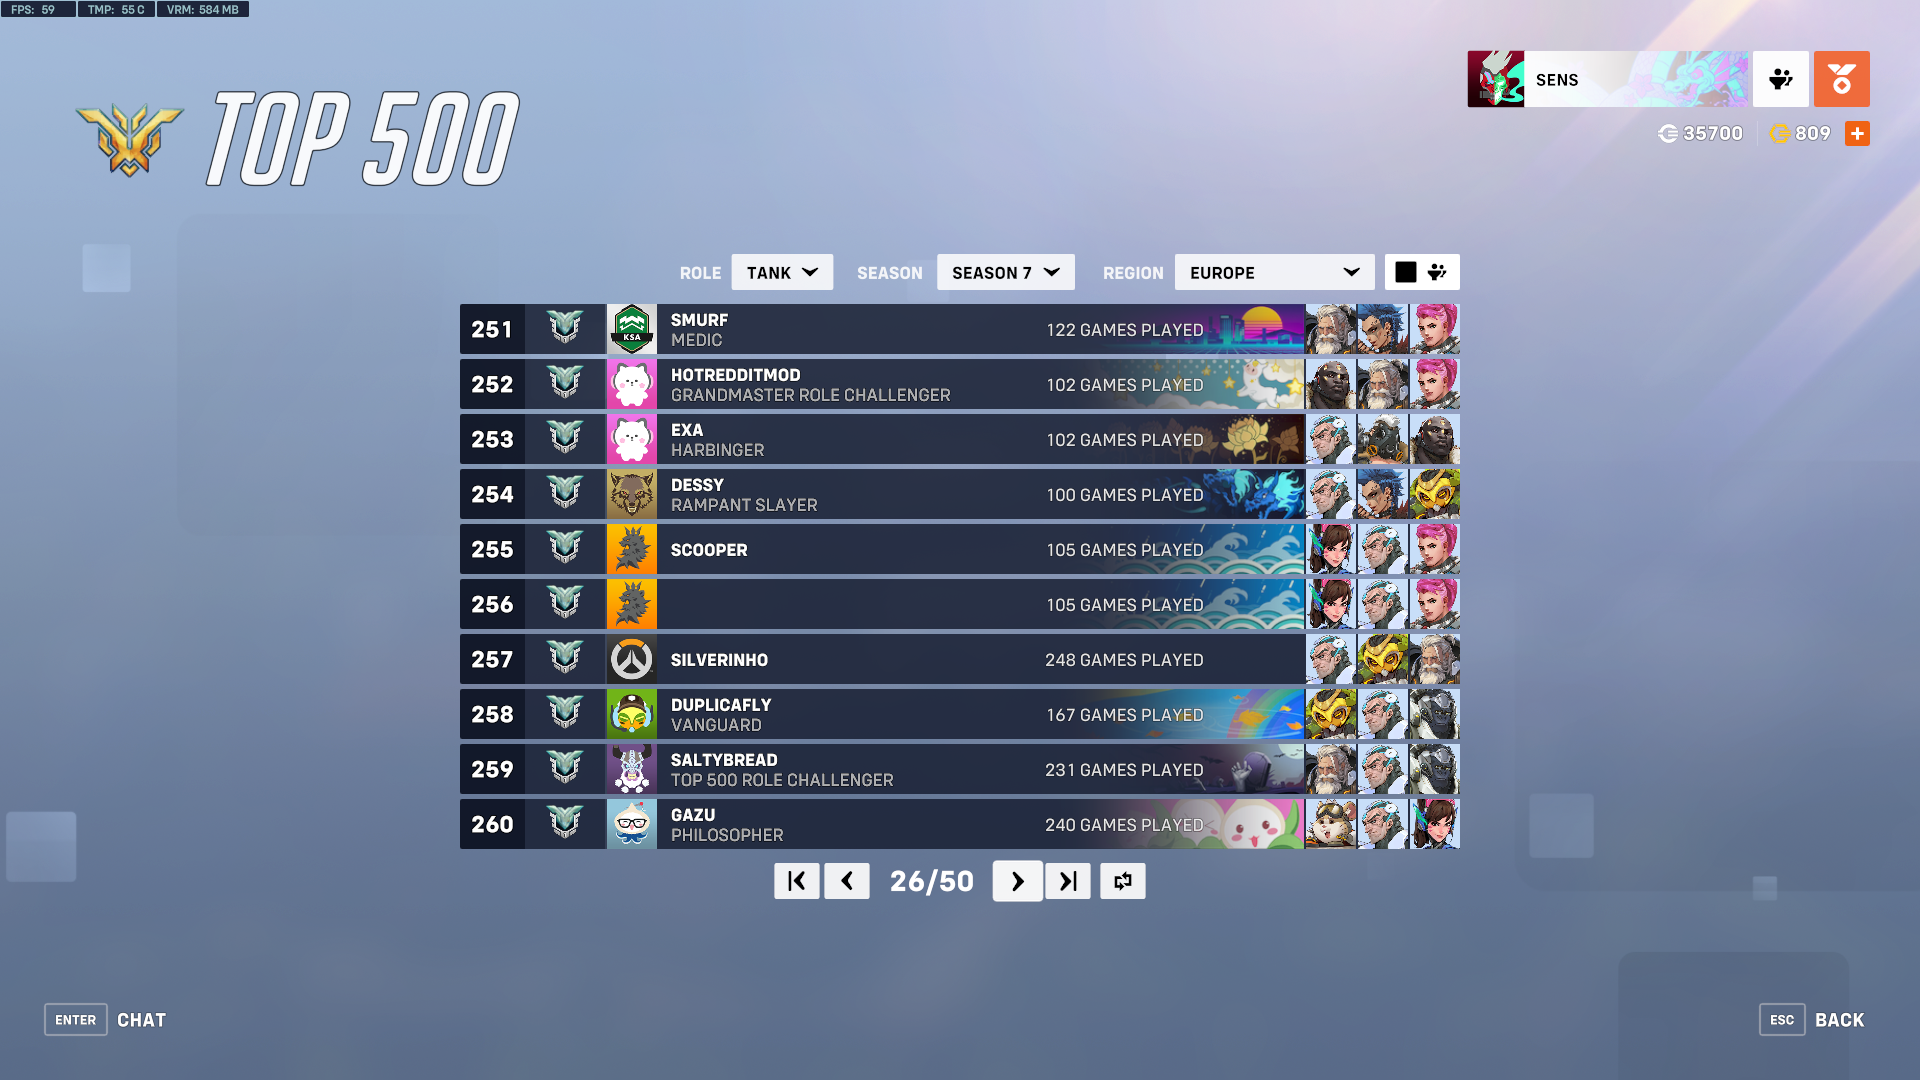 FPS: 59 TMP: 55 C VRM: 584 MB
TOP 500
SENS
35700 809
ROLE TANK SEASON SEASON 7 REGION EUROPE
251 KSA SMURF 122 GAMES PLAYED
MEDIC
252 HOTREDDITMOD 102 GAMES PLAYED
GRANDMASTER ROLE CHALLENGER
253 EXA 102 GAMES PLAYED
HARBINGER
254 DESSY 100 GAMES PLAYED
RAMPANT SLAYER
255 SCOOPER 105 GAMES PLAYED
256 105 GAMES PLAYED
257 SILVERINHO 248 GAMES PLAYED
258 DUPLICAFLY 167 GAMES PLAYED
VANGUARD
259 SALTYBREAD 231 GAMES PLAYED
TOP 500 ROLE CHALLENGER
260 GAZU 240 GAMES PLAYED
PHILOSOPHER
26/50
ENTER CHAT
ESC BACK